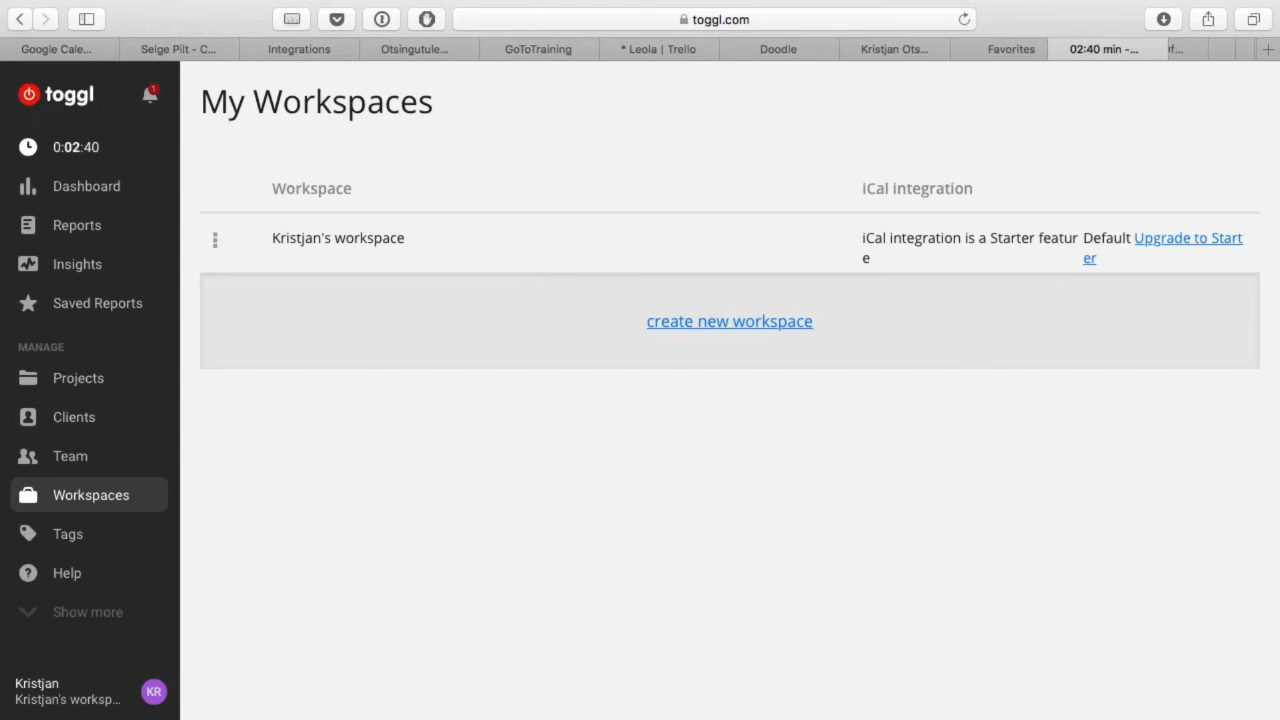 toggl.com
Google Cale...
Selge Pilt - C...
Integrations
Otsingutule...
GoToTraining
* Leola | Trello
Doodle
Kristjan Ots...
Favorites
02:40 min -...
toggl
1
My Workspaces
0:02:40
Dashboard
Reports
Insights
Saved Reports
MANAGE
Projects
Clients
Team
Workspaces
Tags
Help
Show more
Kristjan
Kristjan's worksp...
KR
Workspace
iCal integration
Kristjan's workspace
iCal integration is a Starter featur
e
Default Upgrade to Start
er
create new workspace